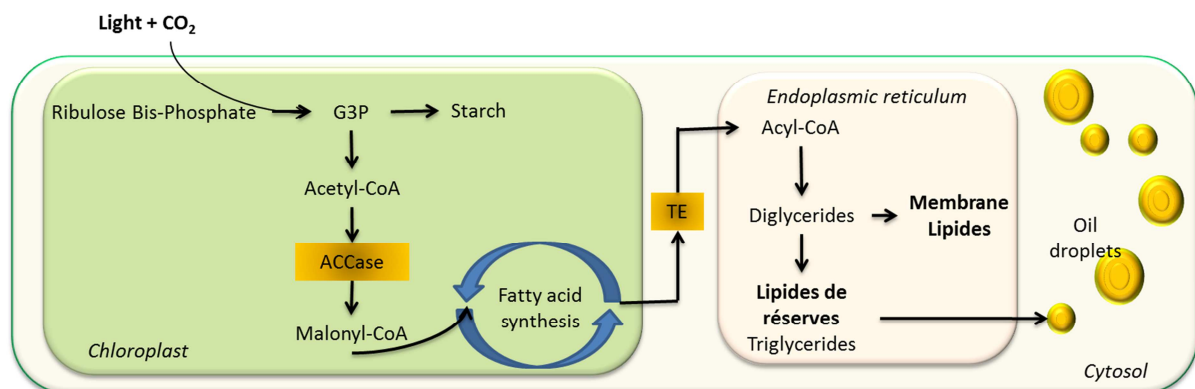 Light + CO₂
Ribulose Bis-Phosphate
G3P
Starch
Acetyl-CoA
ACCase
Malonyl-CoA
Fatty acid
synthesis
Chloroplast
TE
Endoplasmic reticulum
Acyl-CoA
Diglycerides
Membrane
Lipides
Lipides de
réserves
Triglycerides
Oil
droplets
Cytosol